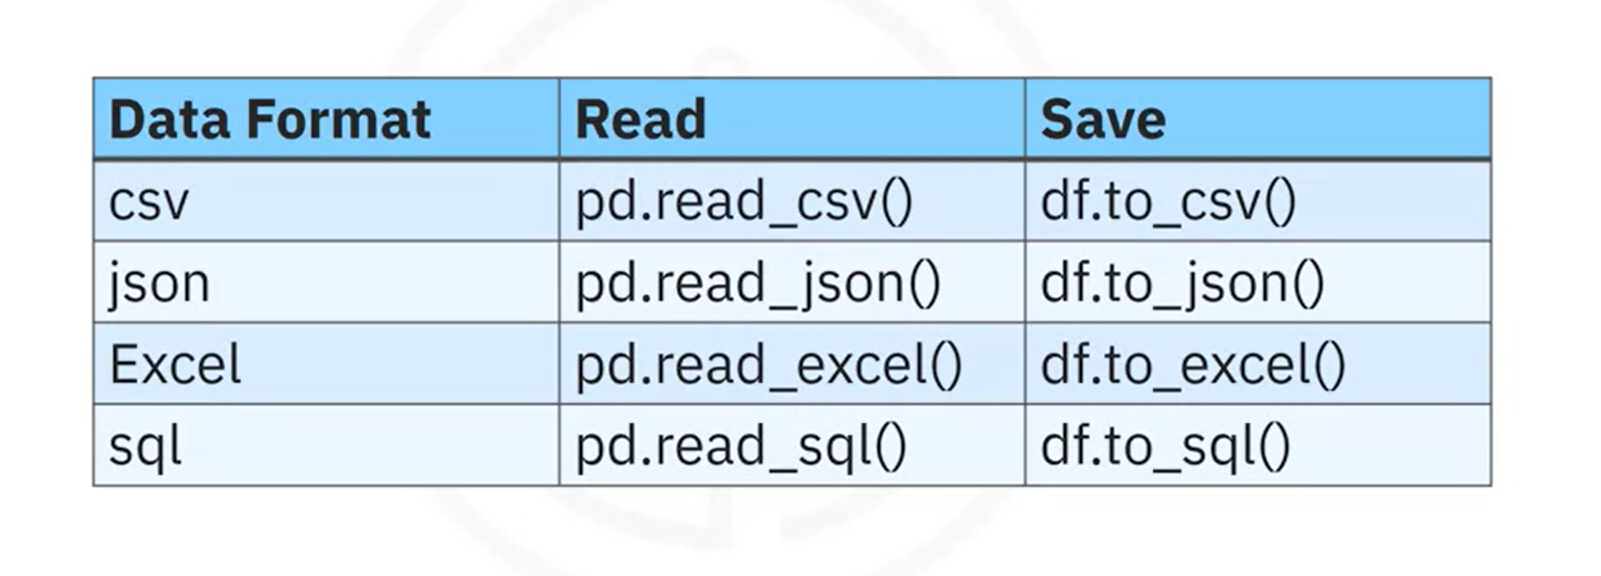 Data Format Read Save
csv pd.read_csv() df.to_csv()
json pd.read_json() df.to_json()
Excel pd.read_excel() df.to_excel()
sql pd.read_sql() df.to_sql()